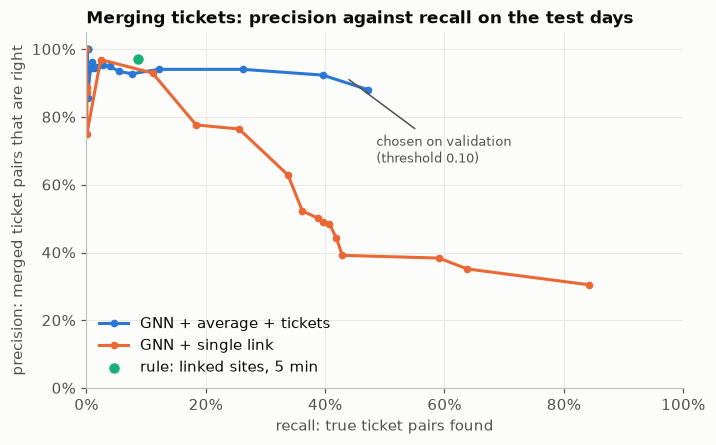 Merging tickets: precision against recall on the test days
precision: merged ticket pairs that are right
100%
80%
60%
40%
20%
0%
chosen on validation
(threshold 0.10)
GNN + average + tickets
GNN + single link
rule: linked sites, 5 min
0%
20%
40%
60%
80%
100%
recall: true ticket pairs found